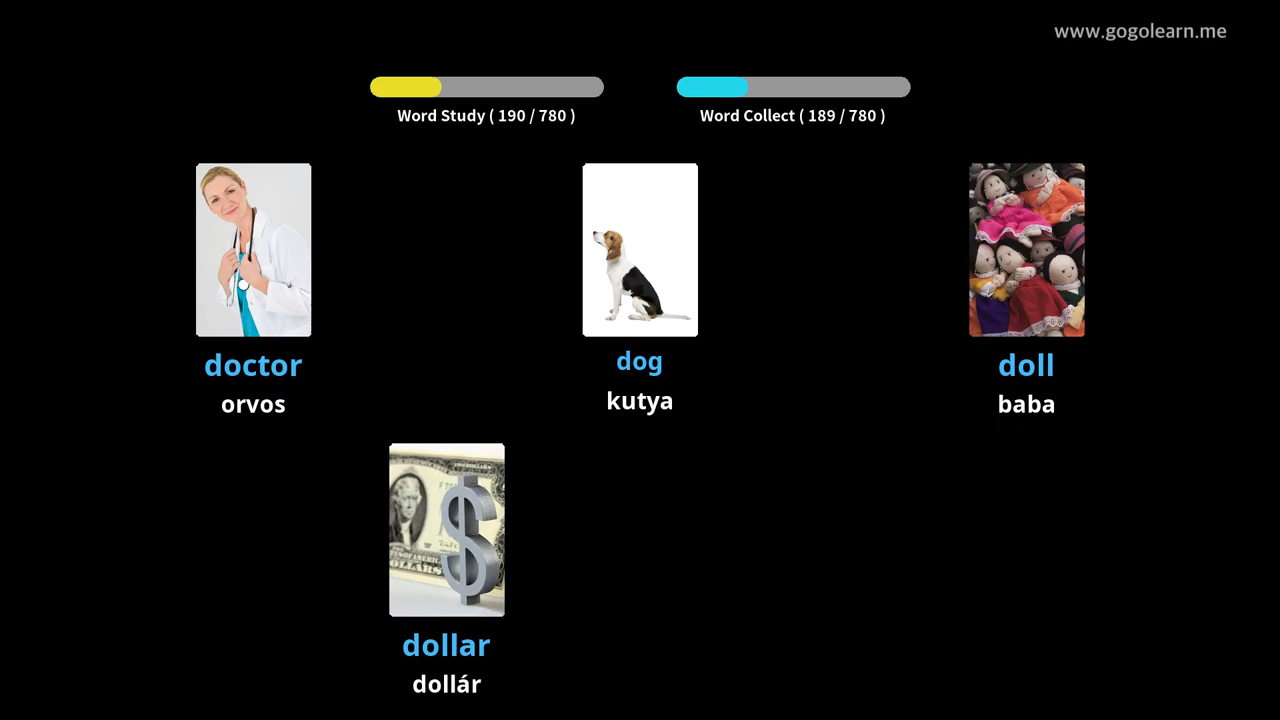 www.gogolearn.me
Word Study ( 190 / 780 )
Word Collect ( 189 / 780 )
doctor
orvos
dog
kutya
doll
baba
dollar
dollár